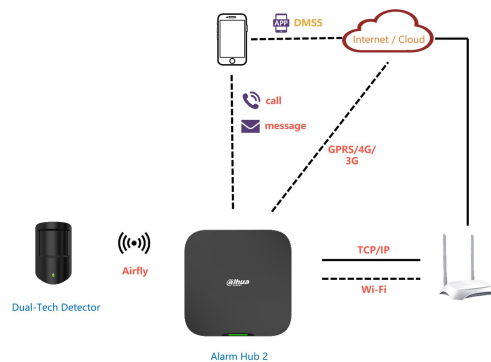 APP DMSS
Internet / Cloud
call
message
GPRS/4G/
3G
TCP/IP
Wi-Fi
Airfly
alhua
Dual-Tech Detector
Alarm Hub 2